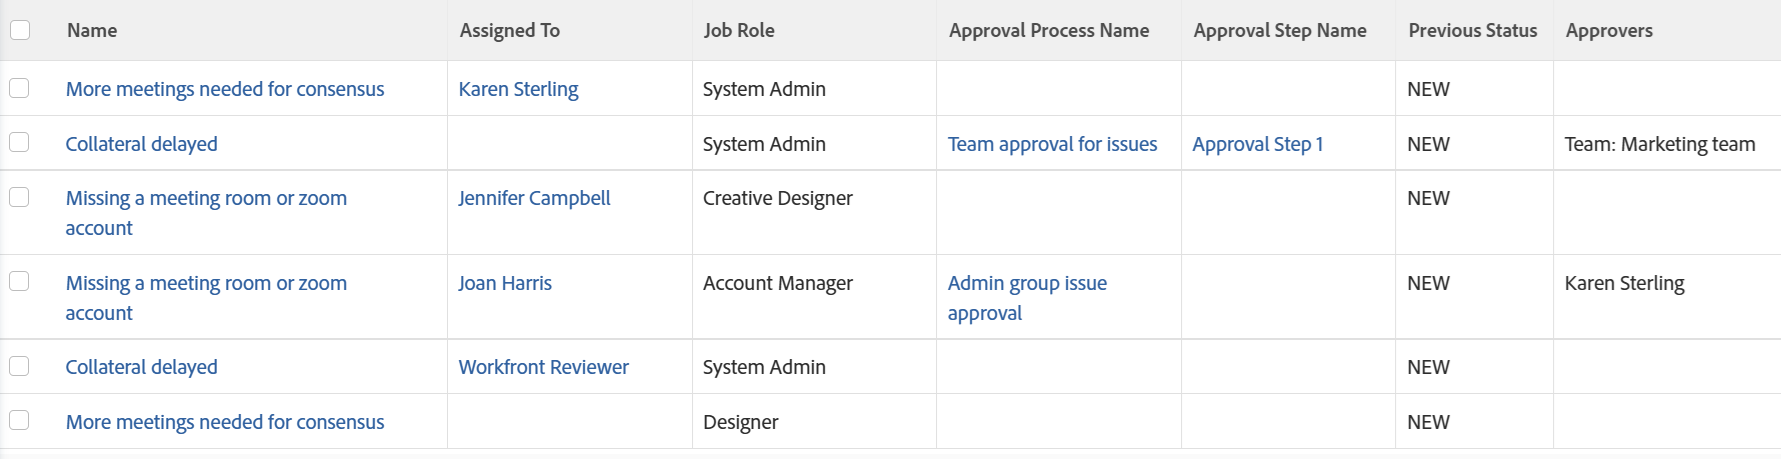 Name Assigned To Job Role Approval Process Name Approval Step Name Previous Status Approvers
More meetings needed for consensus Karen Sterling System Admin NEW
Collateral delayed System Admin Team approval for issues Approval Step 1 NEW Team: Marketing team
Missing a meeting room or zoom Jennifer Campbell Creative Designer NEW
account
Missing a meeting room or zoom Joan Harris Account Manager Admin group issue NEW Karen Sterling
account approval
Collateral delayed Workfront Reviewer System Admin NEW
More meetings needed for consensus Designer NEW